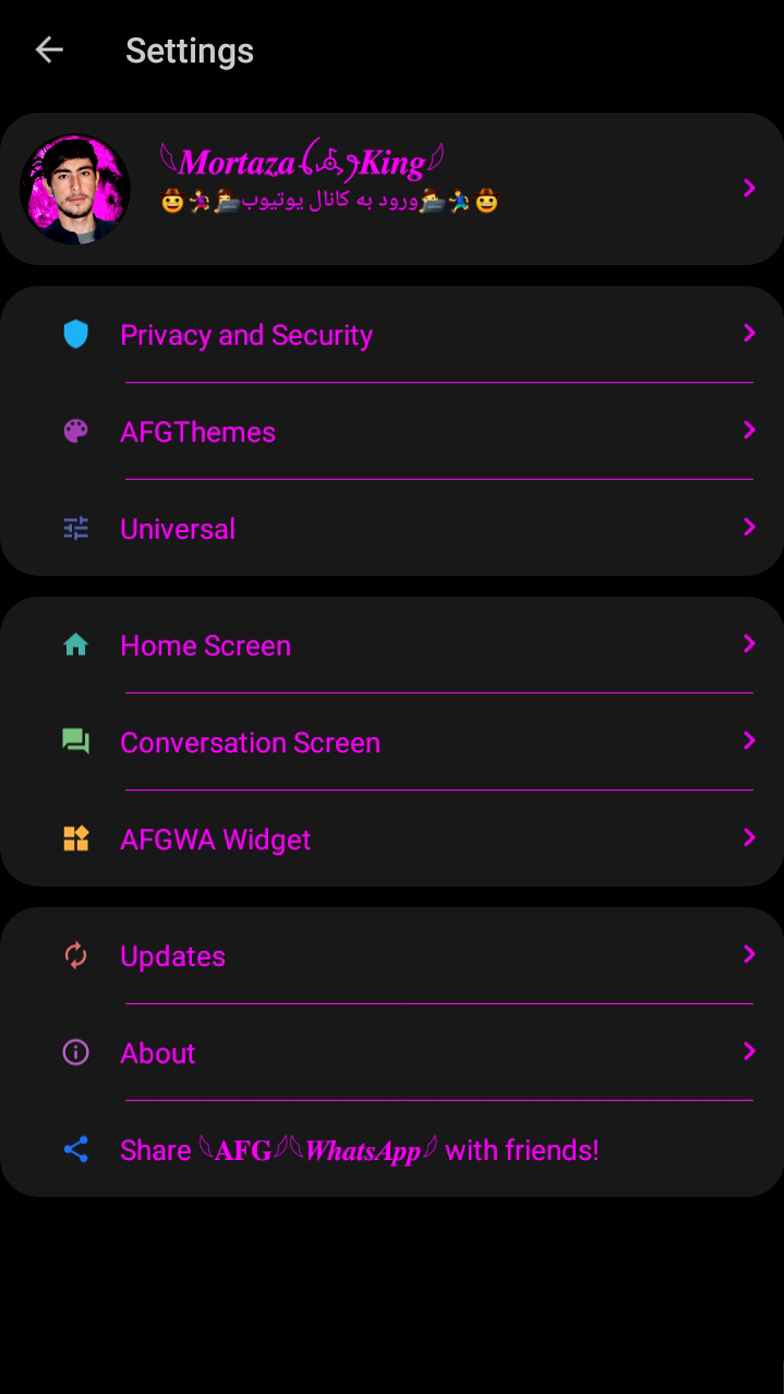 Settings
Mortaza King
ورود به کانال یوتیوب
Privacy and Security
AFGThemes
Universal
Home Screen
Conversation Screen
AFGWA Widget
Updates
About
Share AFG WhatsApp with friends!